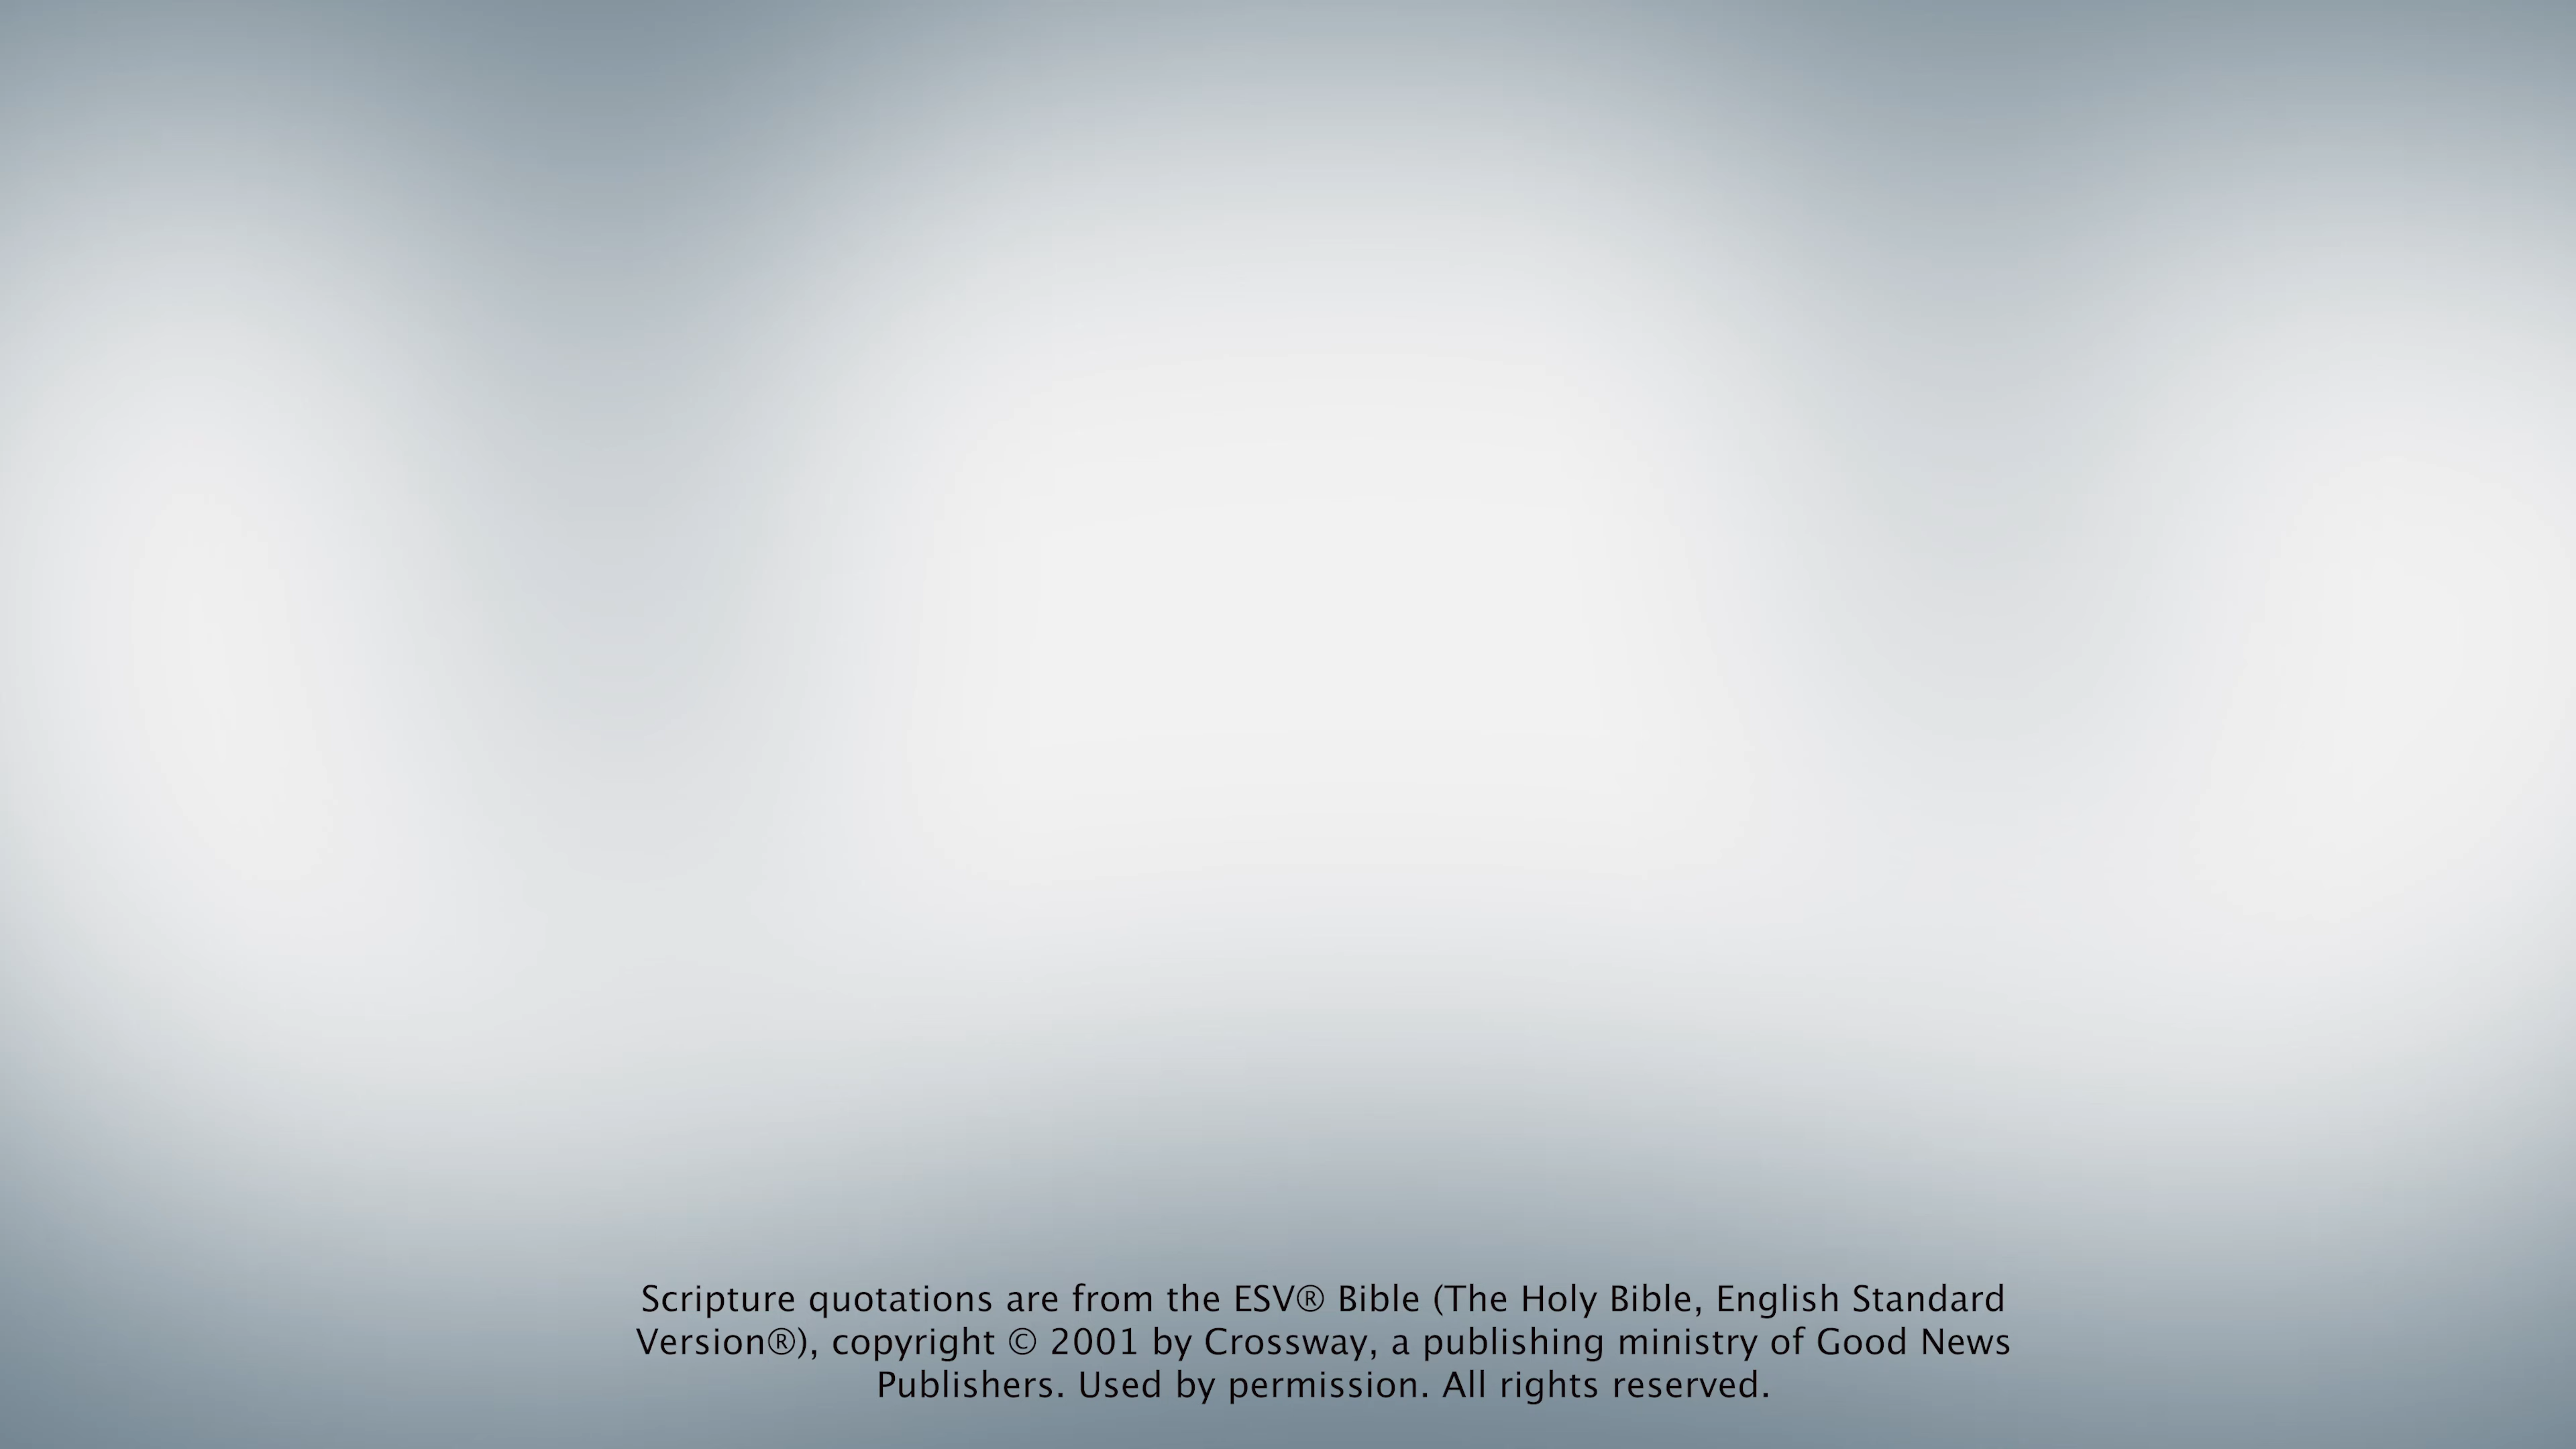 Scripture quotations are from the ESV® Bible (The Holy Bible, English Standard
Version®), copyright © 2001 by Crossway, a publishing ministry of Good News
Publishers. Used by permission. All rights reserved.